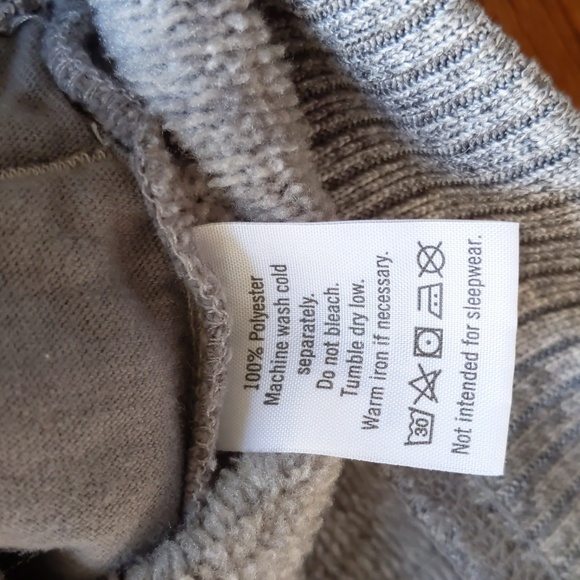 100% Polyester
Machine wash cold
separately.
Do not bleach.
Tumble dry low.
Warm iron if necessary.
30
Not intended for sleepwear.